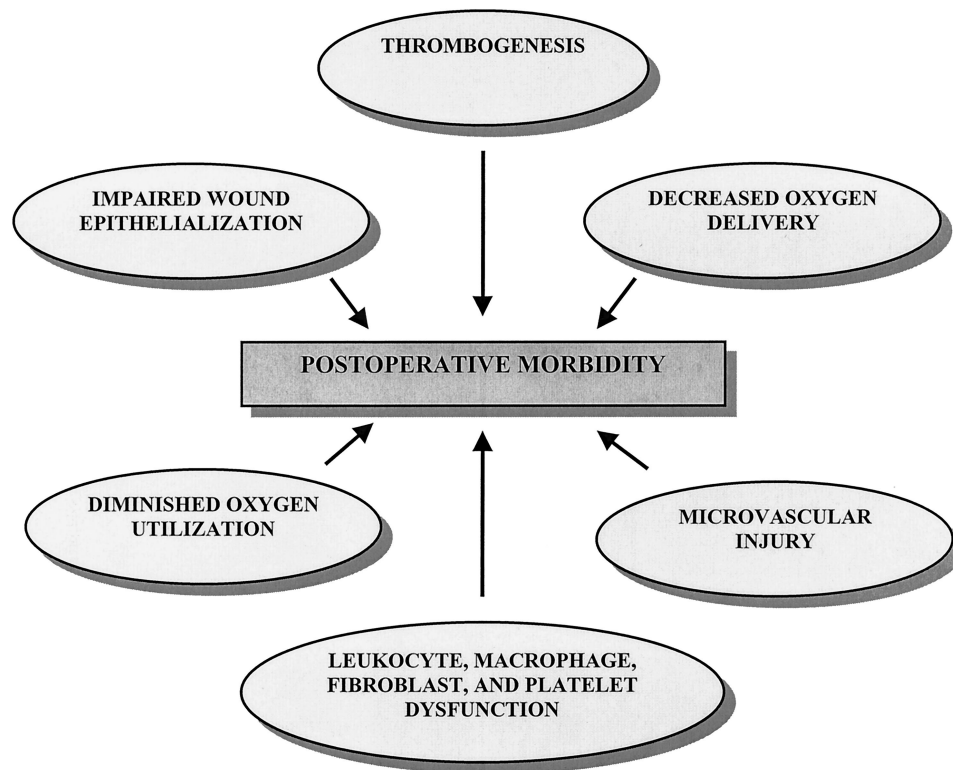 THROMBOGENESIS
IMPAIRED WOUND
EPITHELIALIZATION
DECREASED OXYGEN
DELIVERY
POSTOPERATIVE MORBIDITY
DIMINISHED OXYGEN
UTILIZATION
MICROVASCULAR
INJURY
LEUKOCYTE, MACROPHAGE,
FIBROBLAST, AND PLATELET
DYSFUNCTION